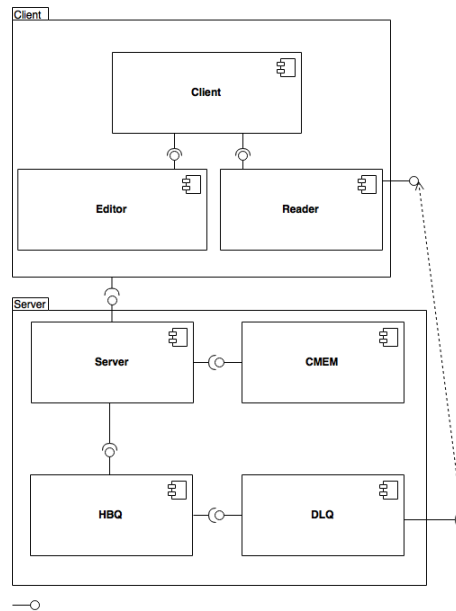 Client
Client
Editor
Reader
Server
Server
CMEM
HBQ
DLQ